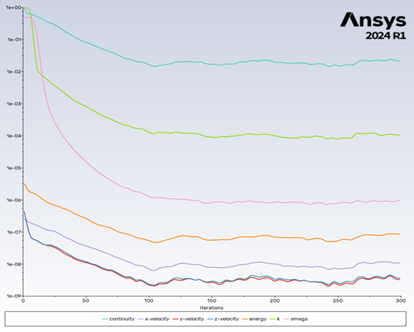 Ansys
2024 R1
1e+00
1e-01
1e-02
1e-03
1e-04
1e-05
1e-06
1e-07
1e-08
1e-09
0 50 100 150 200 250 300
Iterations
continuity x-velocity y-velocity z-velocity energy k omega